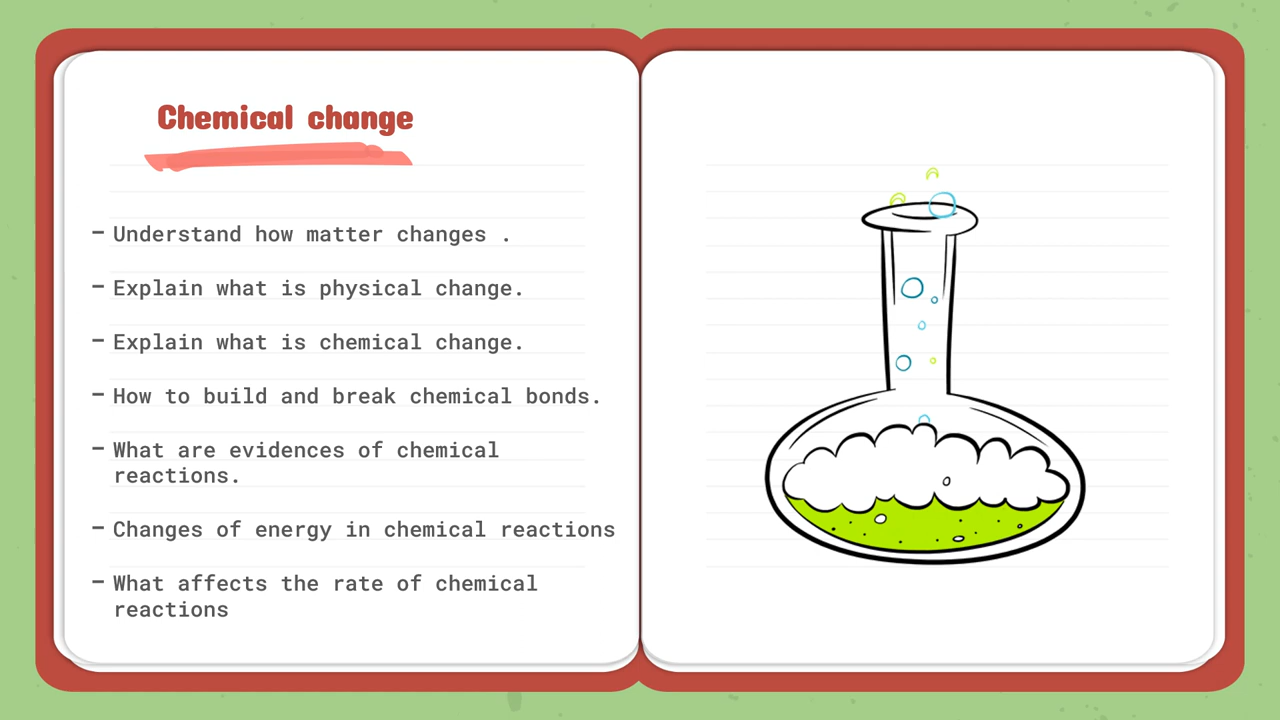 Chemical change
- Understand how matter changes .
- Explain what is physical change.
- Explain what is chemical change.
- How to build and break chemical bonds.
- What are evidences of chemical
reactions.
- Changes of energy in chemical reactions
- What affects the rate of chemical
reactions